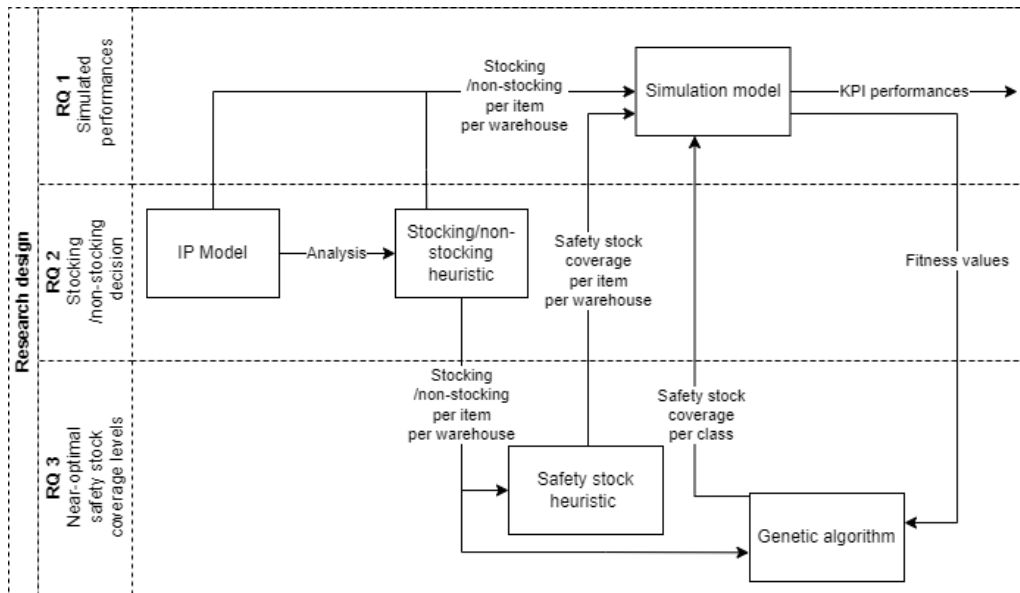 Research design
RQ 1
Simulated
performances
Stocking
/non-stocking
per item
per warehouse
Simulation model
KPI performances
RQ 2
Stocking
/non-stocking
decision
IP Model
Analysis
Stocking/non-
stocking
heuristic
Safety stock
coverage
per item
per warehouse
Fitness values
RQ 3
Near-optimal
safety stock
coverage levels
Stocking
/non-stocking
per item
per warehouse
Safety stock
heuristic
Safety stock
coverage
per class
Genetic algorithm